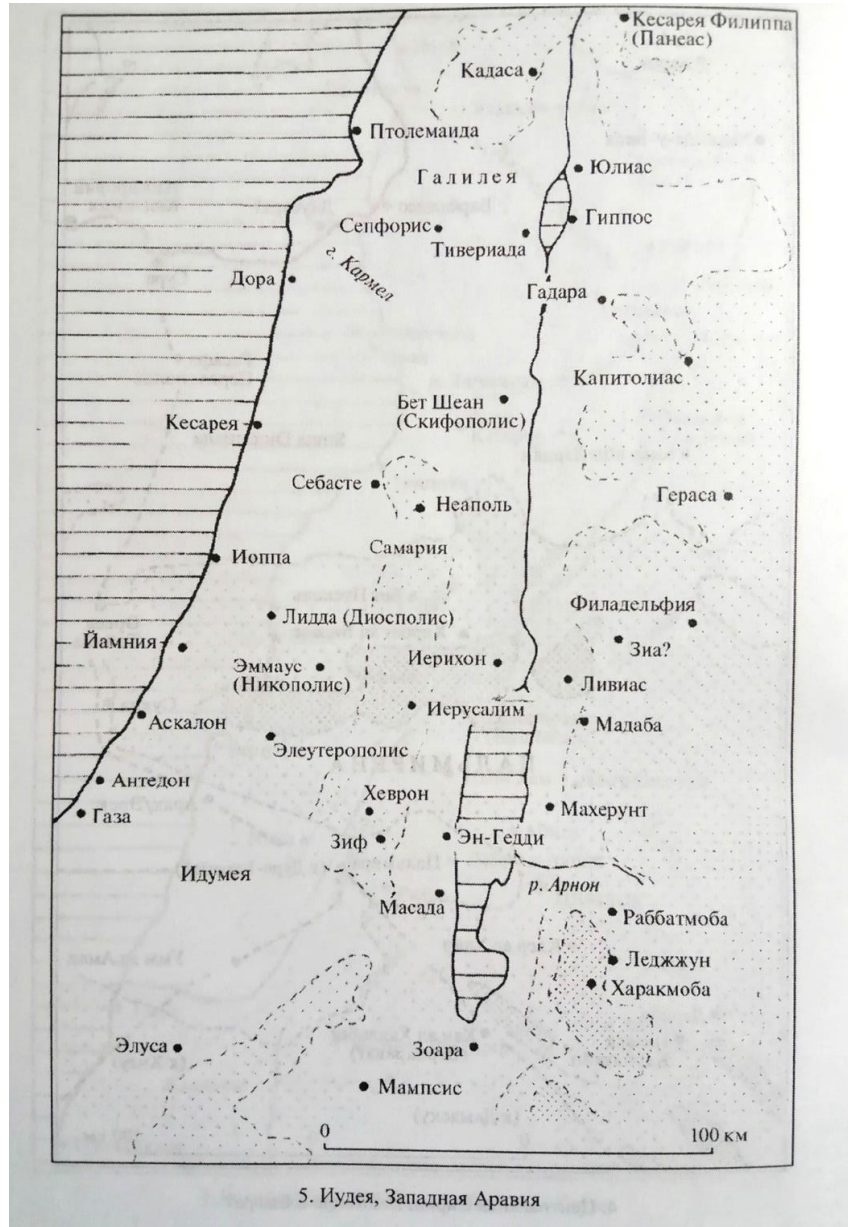 Кесарея Филиппа
(Панеас)
Кадаса
Птолемаида
Галилея
Юлиас
Сепфорис
Гиппос
Тивериада
г. Кармел
Дора
Гадара
Капитолиас
Бет Шеан
(Скифополис)
Кесарея
Себасте
Неаполь
Гераса
Самария
Иоппа
Лидда (Диосполис)
Филадельфия
Зиа?
Йамния
Эммаус
(Никополис)
Иерихон
Ливиас
Иерусалим
Аскалон
Мадаба
Элеутерополис
Антедон
Хеврон
Махерунт
Газа
Зиф
Эн-Гедди
Идумея
р. Арнон
Масада
Раббатмоба
Леджжун
Харакмоба
Элуса
Зоара
Мампсис
0
100 км
5. Иудея, Западная Аравия